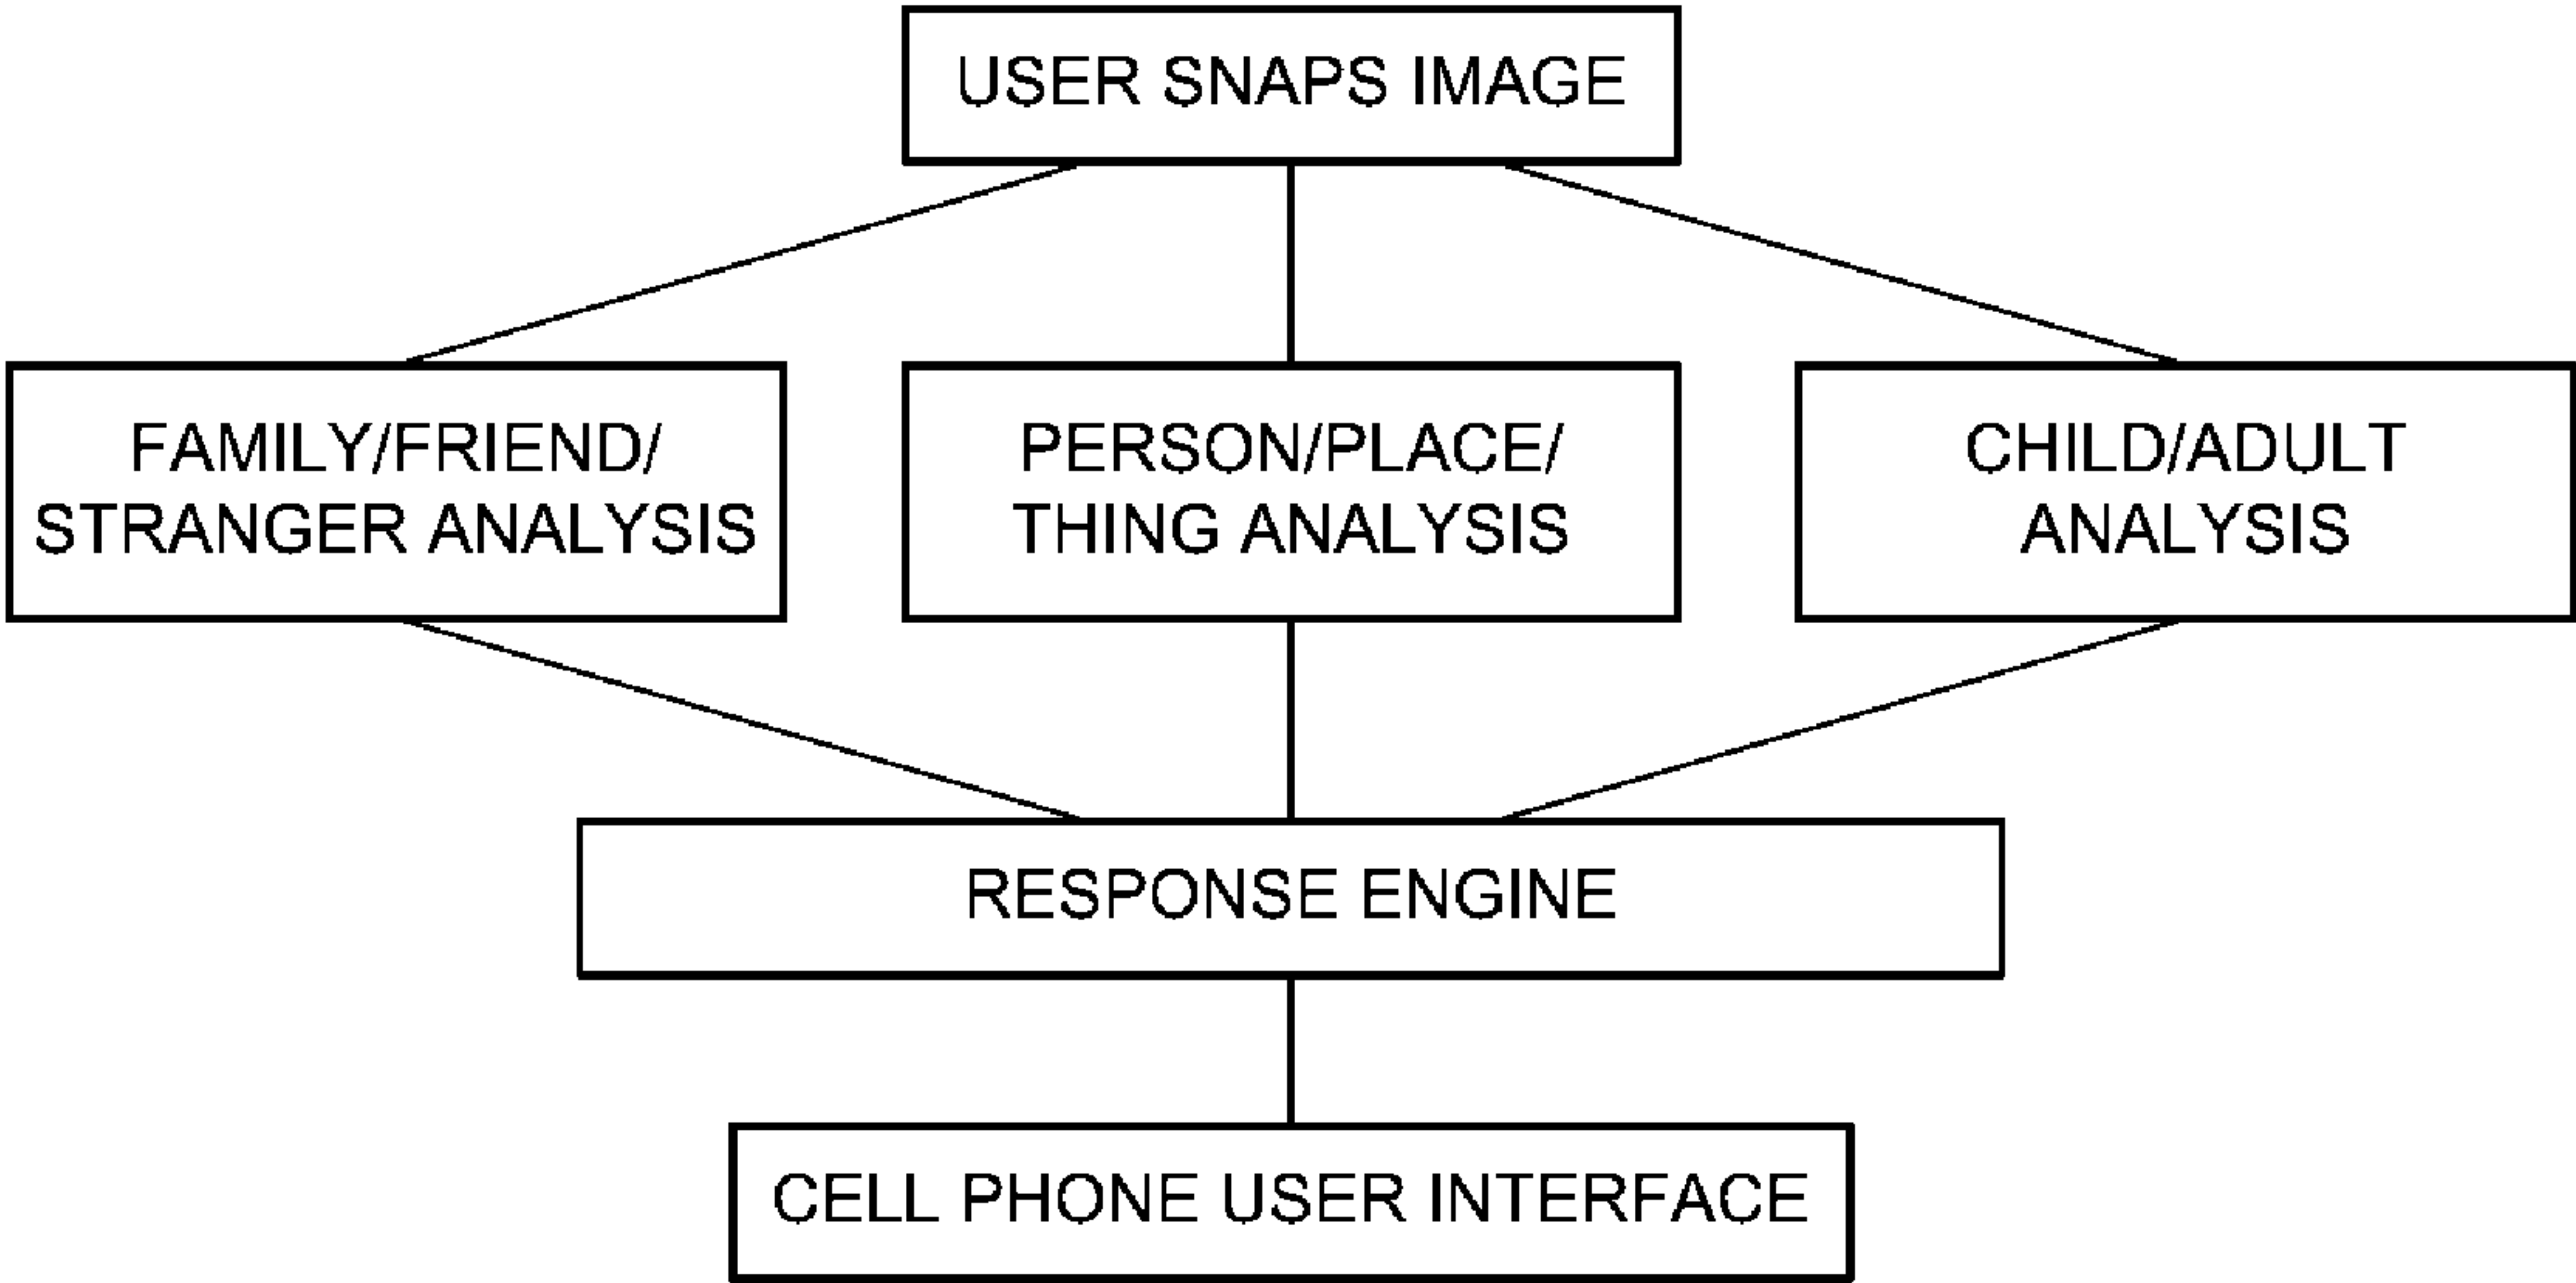 USER SNAPS IMAGE
FAMILY/FRIEND/
STRANGER ANALYSIS
PERSON/PLACE/
THING ANALYSIS
CHILD/ADULT
ANALYSIS
RESPONSE ENGINE
CELL PHONE USER INTERFACE